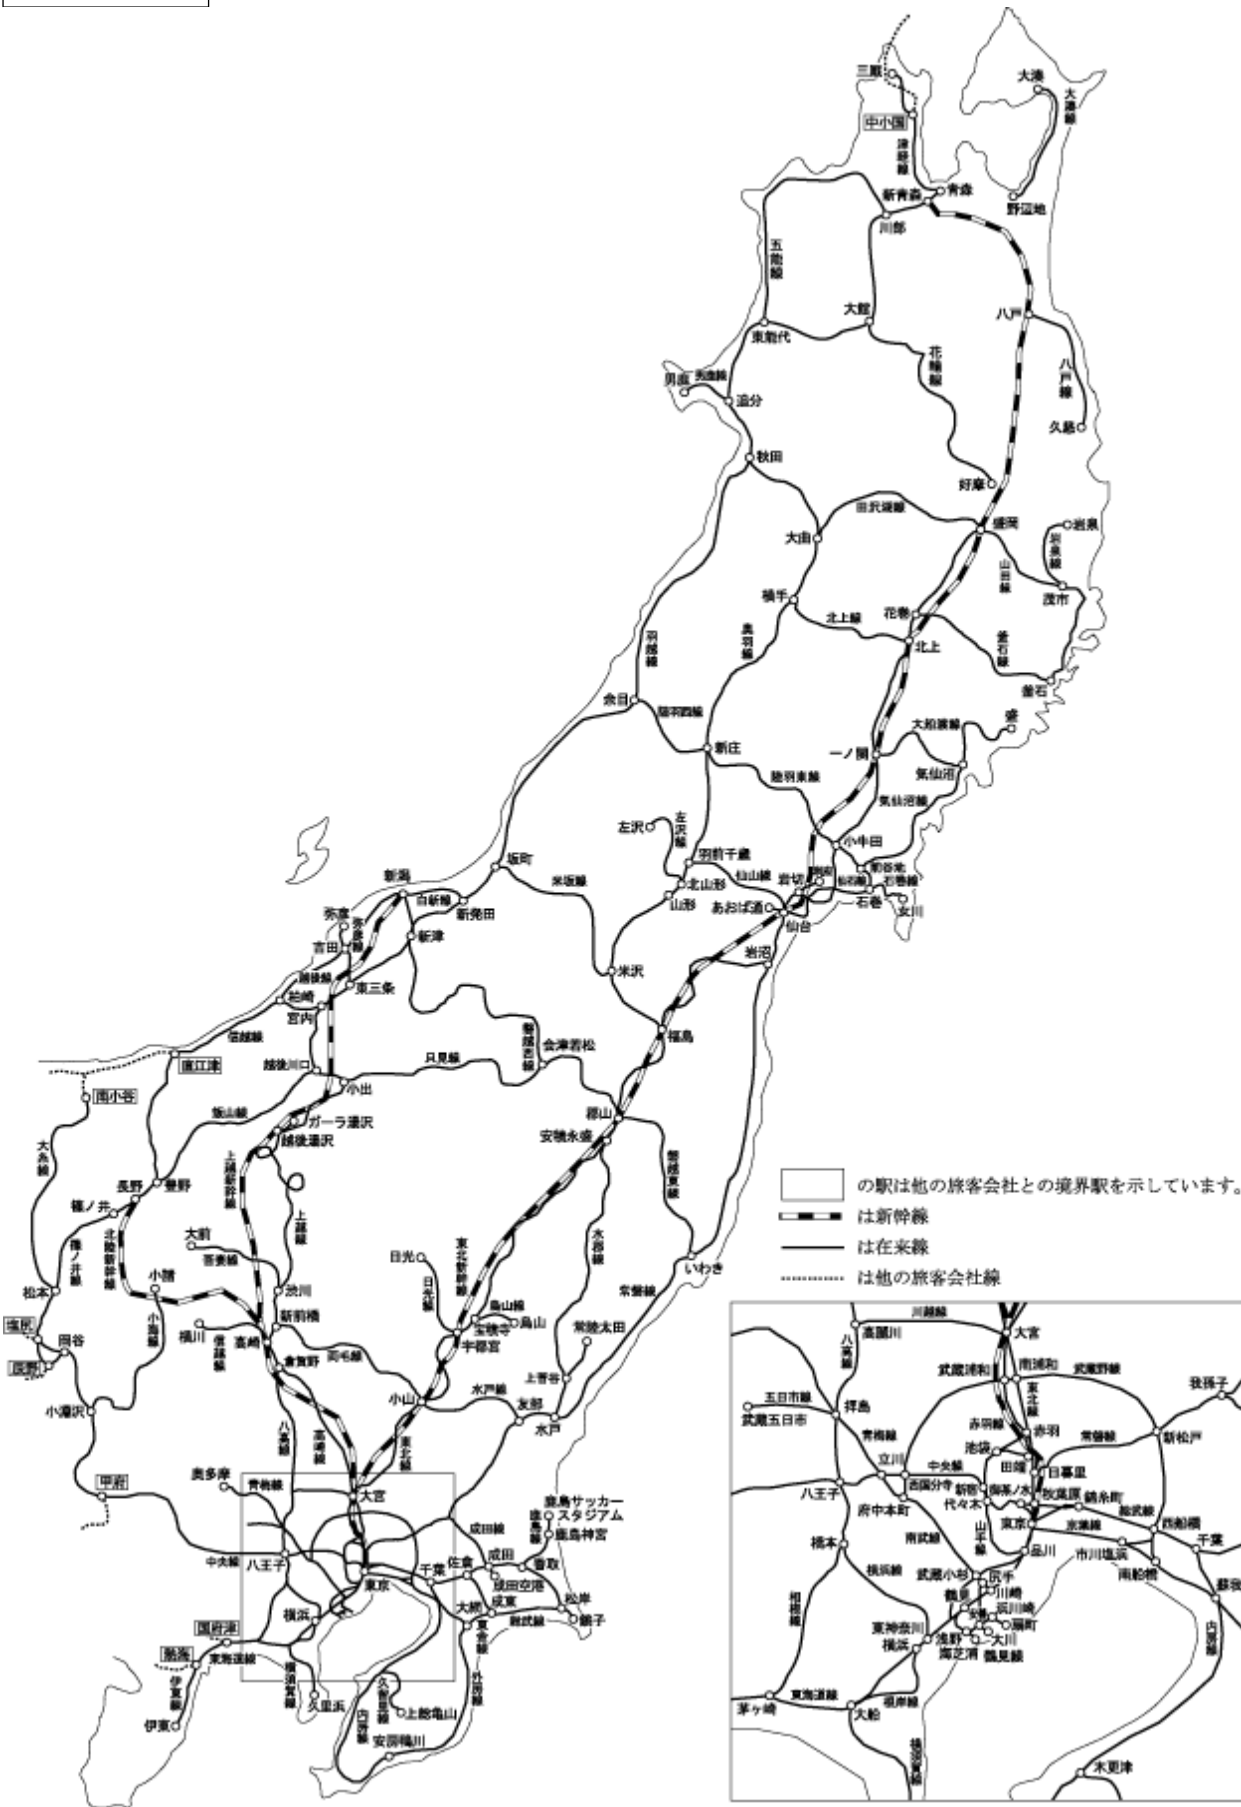 三厩
大湊
大湊線
中小国
津軽線
青森
新青森
野辺地
川部
五能線
大館
八戸
東能代
花輪線
八戸線
男鹿
男鹿線
追分
久慈
秋田
好摩
田沢湖線
盛岡
岩泉
大曲
岩泉線
山田線
茂市
横手
花巻
北上線
奥羽線
北上
釜石線
羽越線
釜石
余目
陸羽西線
盛
大船渡線
新庄
一ノ関
陸羽東線
気仙沼
気仙沼線
左沢
左沢線
小牛田
坂町
羽前千歳
前谷地
新潟
米坂線
仙山線
岩切
利府
仙石線
石巻線
北山形
白新線
山形
あおば通
石巻
女川
弥彦
新発田
仙台
弥彦線
吉田
新津
岩沼
越後線
米沢
柏崎
東三条
宮内
福島
信越線
磐越西線
会津若松
直江津
越後川口
只見線
南小谷
小出
飯山線
郡山
ガーラ湯沢
越後湯沢
安積永盛
大糸線
磐越東線
上越新幹線
長野
豊野
篠ノ井
上越線
水郡線
北陸新幹線
大前
東北新幹線
日光
篠ノ井線
吾妻線
いわき
日光線
松本
小諸
渋川
常磐線
烏山線
新前橋
宝積寺
烏山
常陸太田
塩尻
岡谷
小海線
横川
信越線
高崎
宇都宮
両毛線
倉賀野
辰野
上菅谷
小山
水戸線
友部
小淵沢
水戸
八高線
高崎線
東北線
奥多摩
青梅線
甲府
大宮
鹿島サッカー
スタジアム
鹿島線
鹿島神宮
成田線
中央線
八王子
千葉
佐倉
成田
香取
東京
成田空港
横浜
大網
成東
松岸
総武線
銚子
国府津
東金線
熱海
東海道線
外房線
伊東線
横須賀線
久里浜
久留里線
上総亀山
内房線
伊東
安房鴨川
の駅は他の旅客会社との境界駅を示しています。
は新幹線
は在来線
は他の旅客会社線
川越線
高麗川
大宮
八高線
武蔵浦和
南浦和
武蔵野線
五日市線
東北線
我孫子
拝島
武蔵五日市
赤羽線
赤羽
青梅線
池袋
常磐線
新松戸
立川
中央線
田端
日暮里
八王子
西国分寺
新宿
御茶ノ水
秋葉原
錦糸町
代々木
府中本町
総武線
東京
京葉線
西船橋
千葉
橋本
南武線
山手線
品川
市川塩浜
南船橋
横浜線
武蔵小杉
尻手
蘇我
川崎
鶴見
相模線
浜川崎
安善
扇町
東神奈川
浅野
大川
横浜
海芝浦
鶴見線
内房線
東海道線
根岸線
茅ヶ崎
大船
横須賀線
木更津